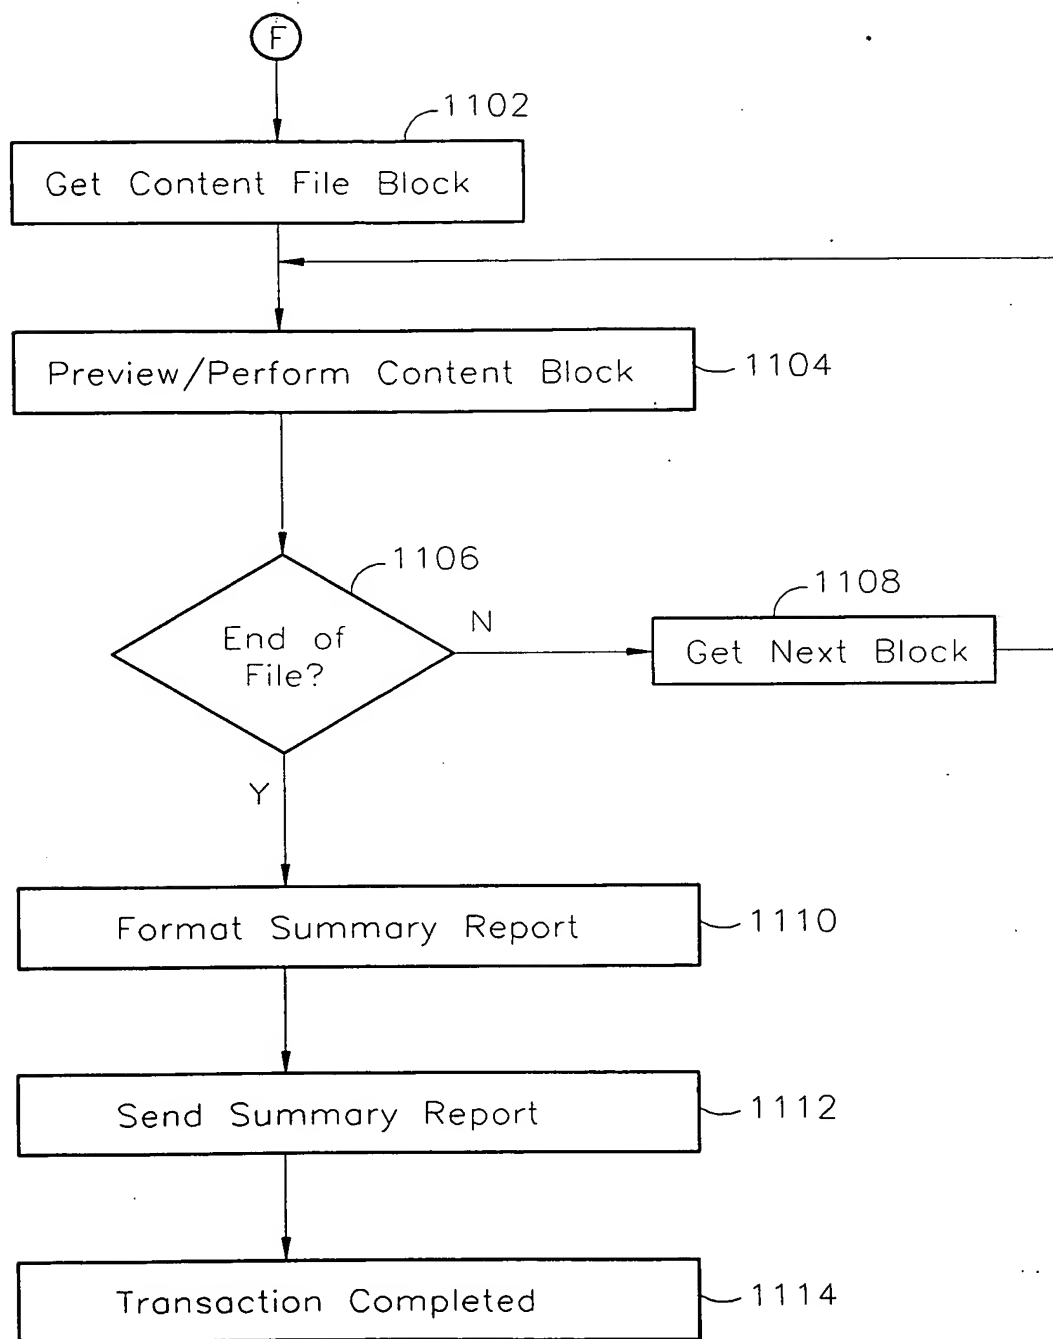 F
1102
Get Content File Block
Preview/Perform Content Block
1104
1106
End of
File?
N
1108
Get Next Block
Y
Format Summary Report
1110
Send Summary Report
1112
Transaction Completed
1114